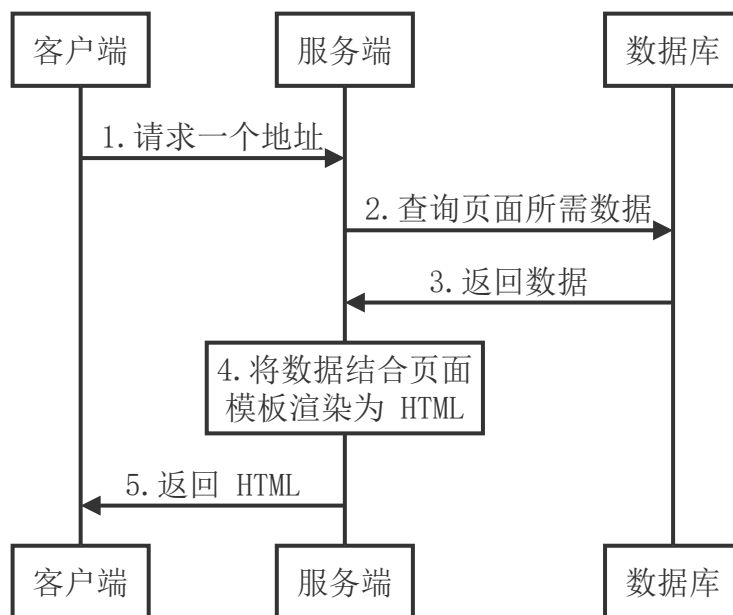 客户端
服务端
数据库
1.请求一个地址
2.查询页面所需数据
3.返回数据
4.将数据结合页面
模板渲染为 HTML
5.返回 HTML
客户端
服务端
数据库